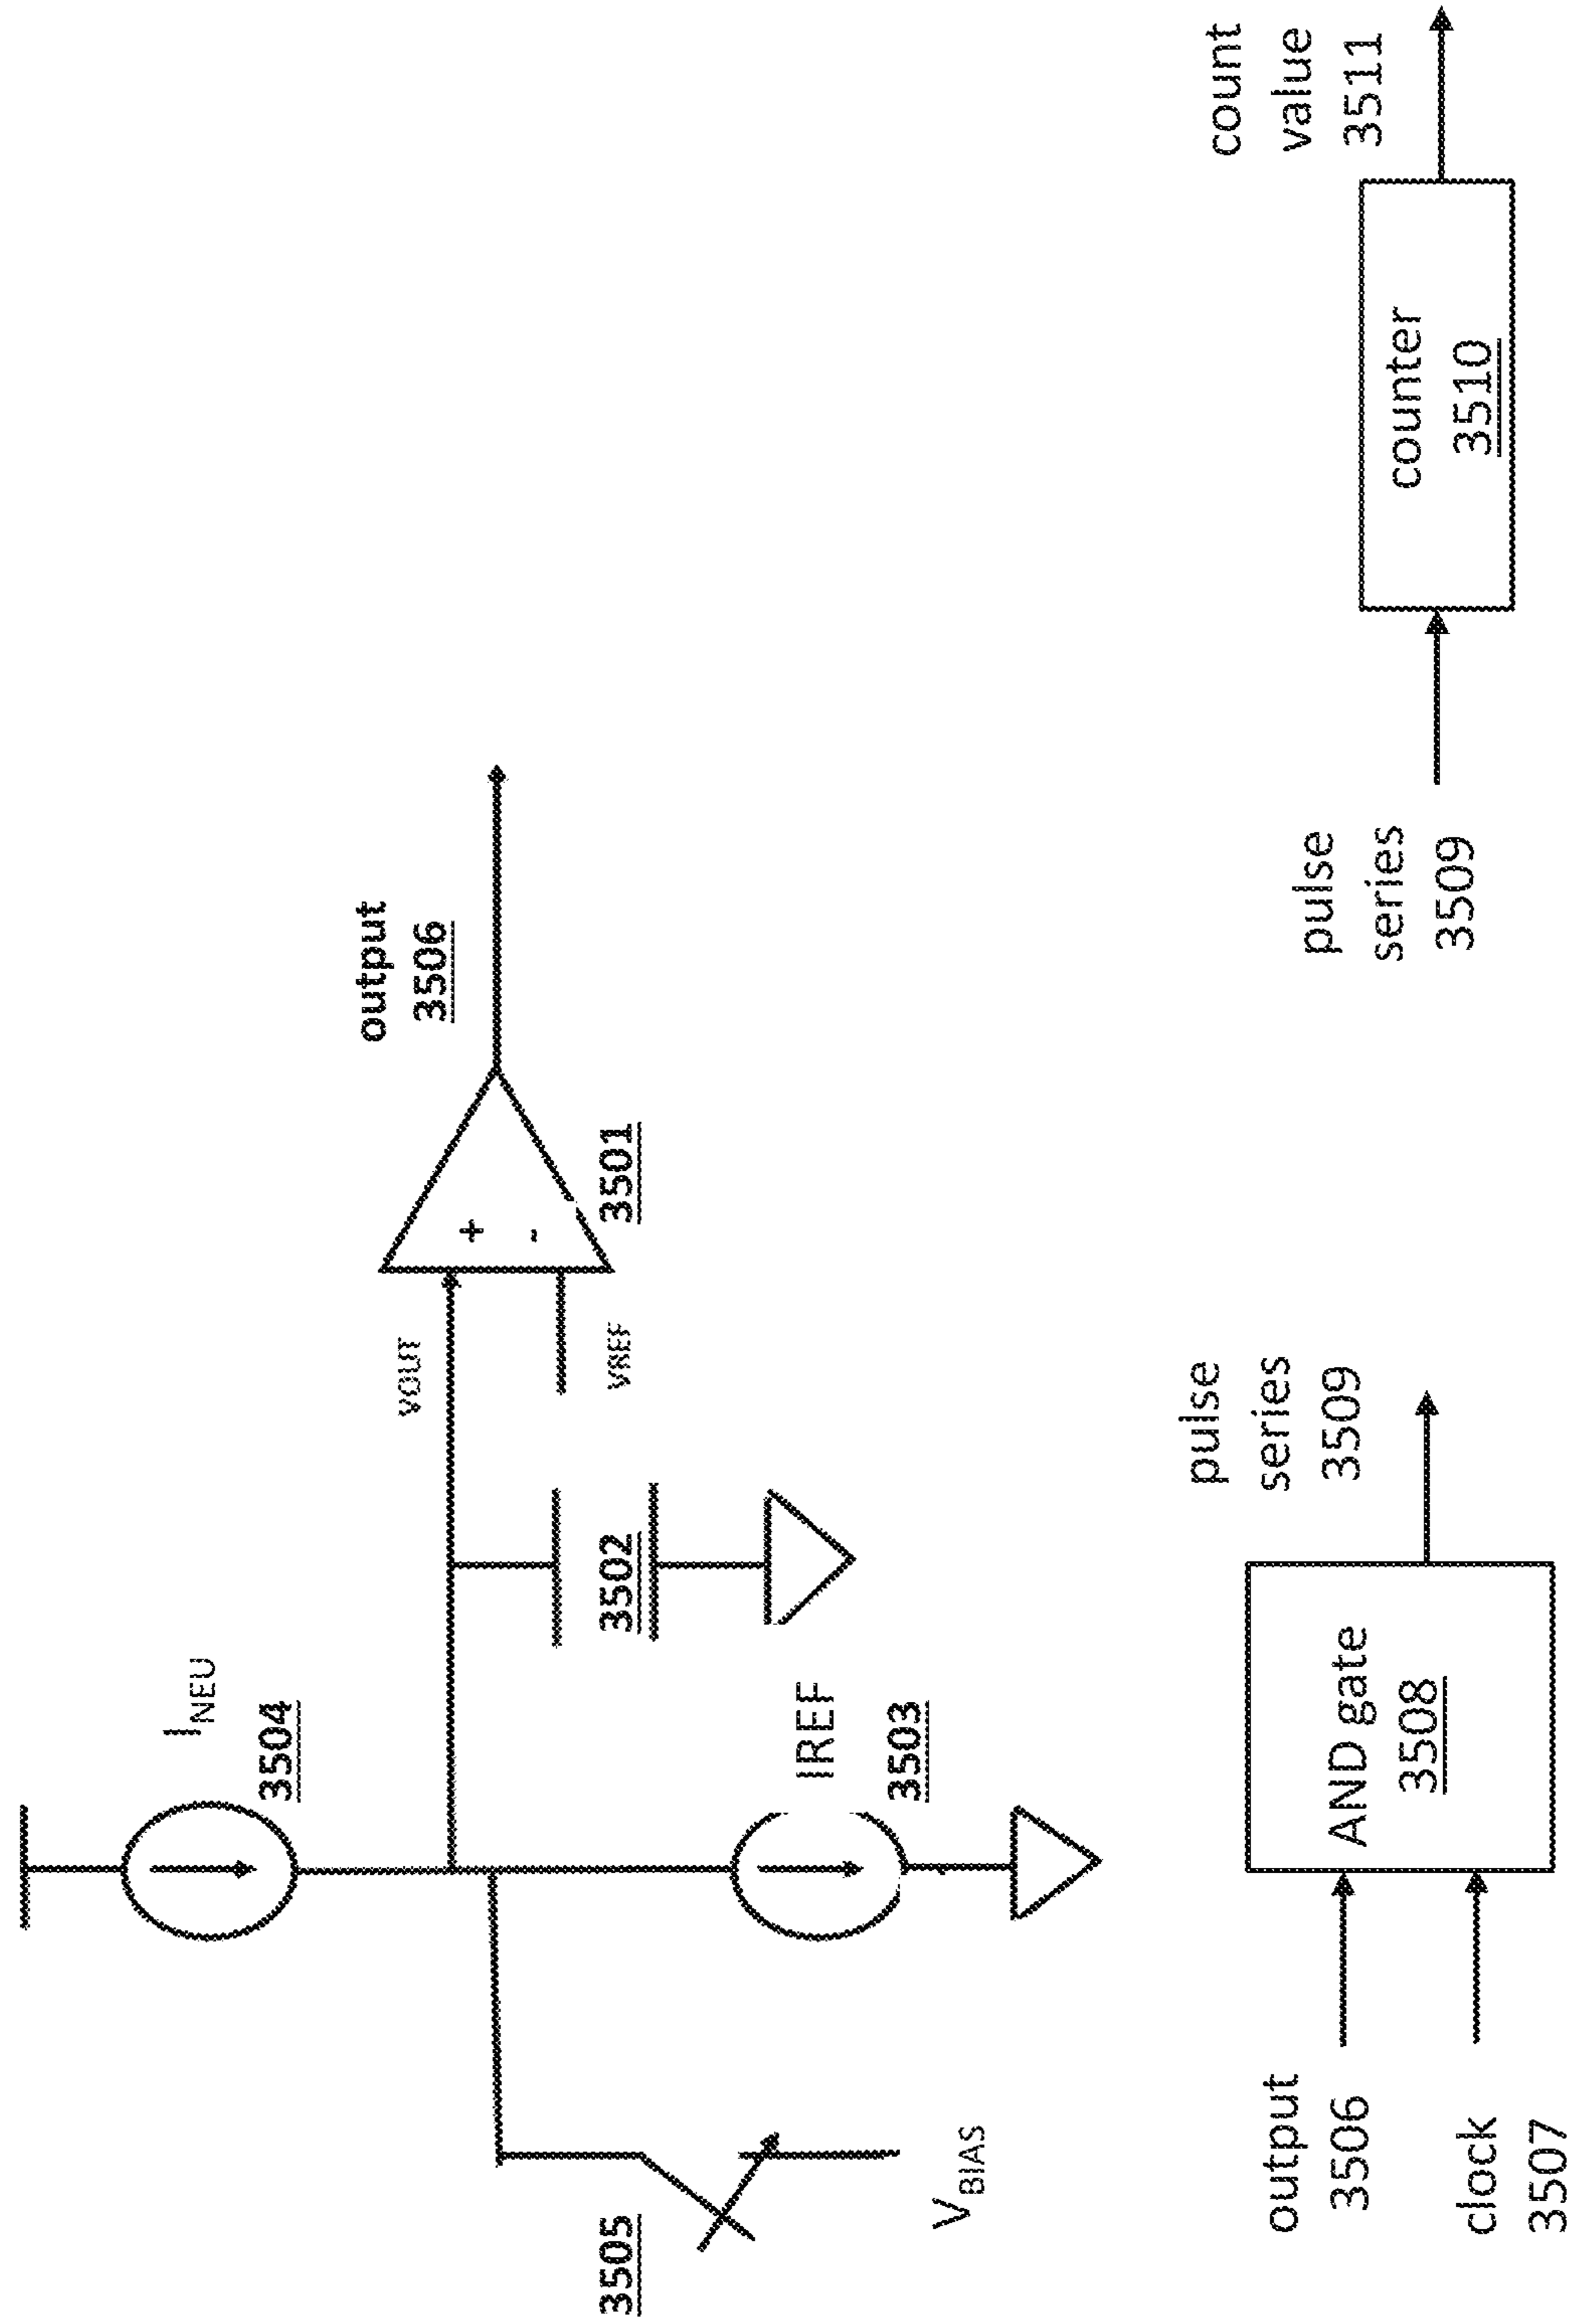 I_NEU
3504
output
3506
VOUT
+
-
VREF
3501
3502
3505
IREF
3503
V_BIAS
output
3506
clock
3507
AND gate
3508
pulse
series
3509
pulse
series
3509
counter
3510
count
value
3511